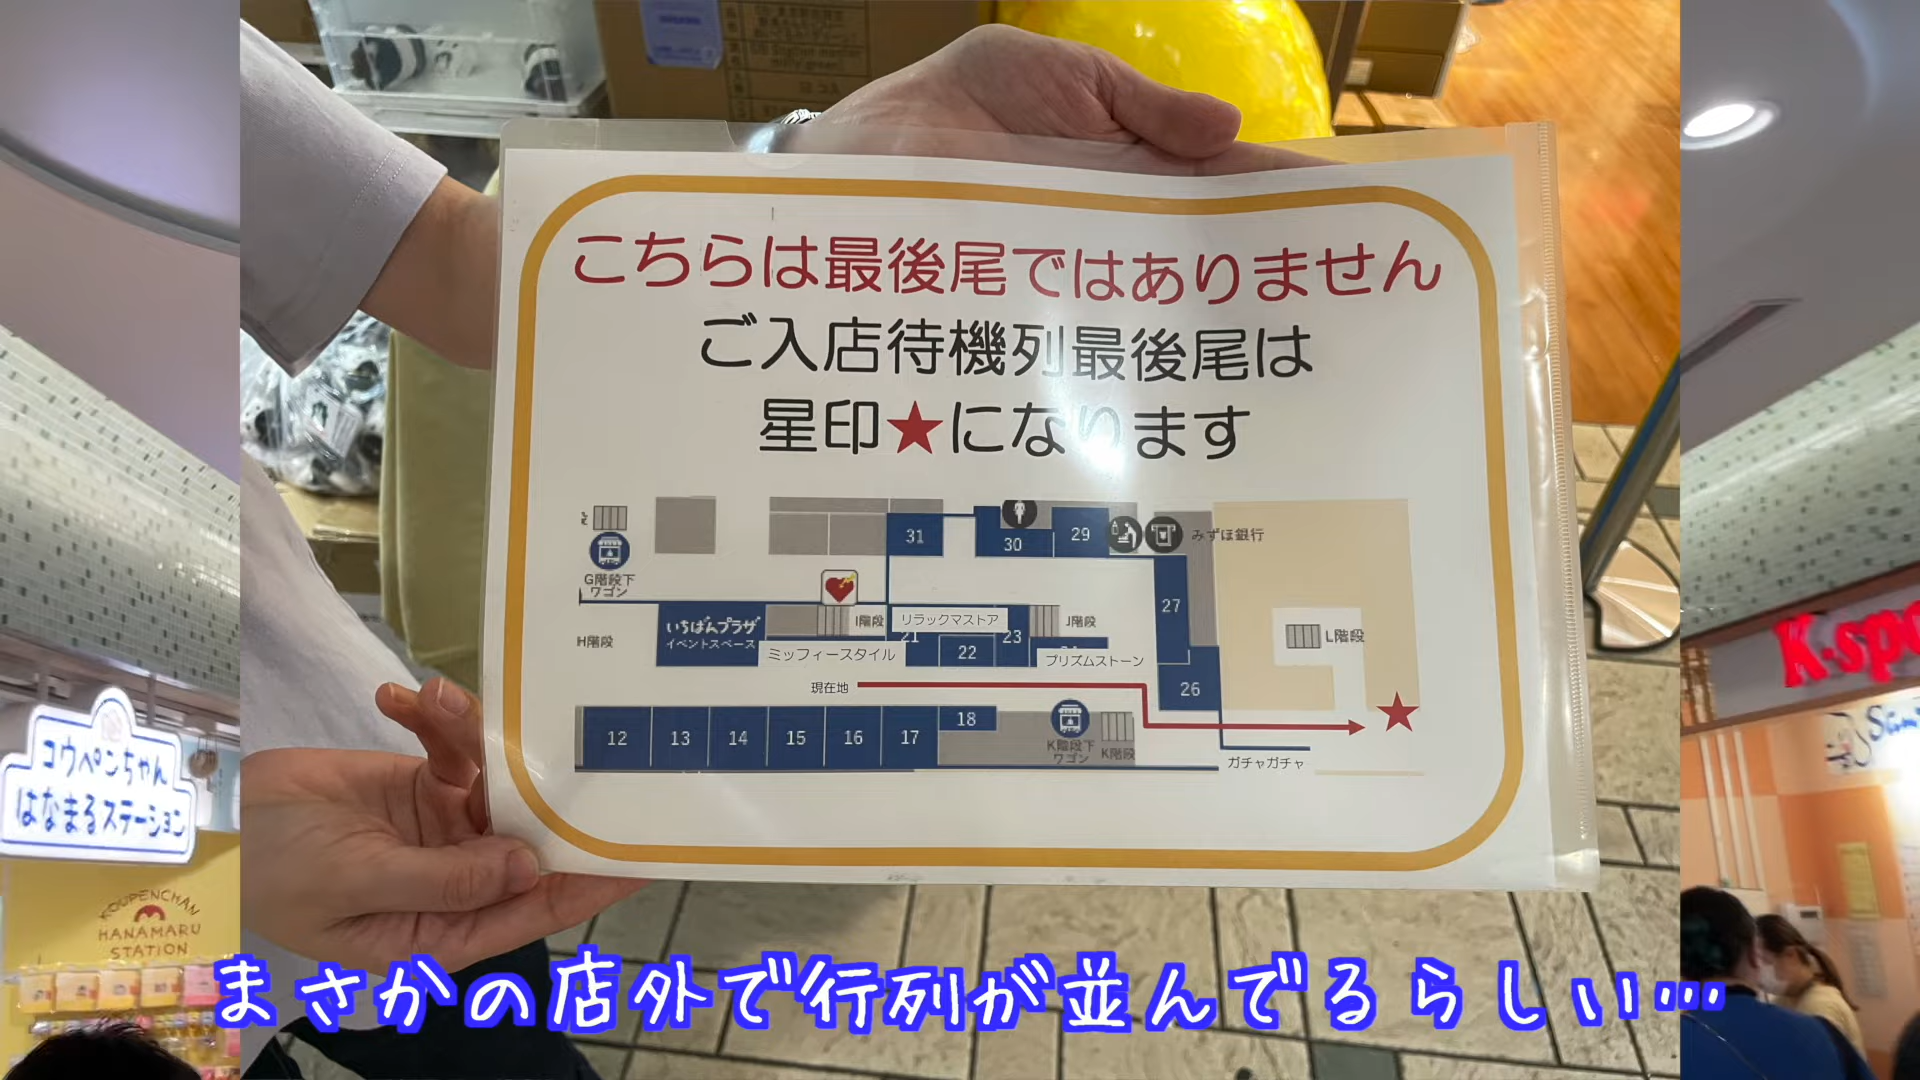 こちらは最後尾ではありません
ご入店待機列最後尾は
星印★になります
31
30
29
みずほ銀行
G階段下
ワゴン
27
いちばんプラザ
イベントスペース
I階段
リラックマストア
J階段
H階段
21
22
23
ミッフィースタイル
プリズムストーン
L階段
26
現在地
12
13
14
15
16
17
18
K階段下
ワゴン
K階段
ガチャガチャ
コウペンちゃん
はなまるステーション
KOUPENCHAN
HANAMARU
STATION
K-spo
まさかの店外で行列が並んでるらしい…